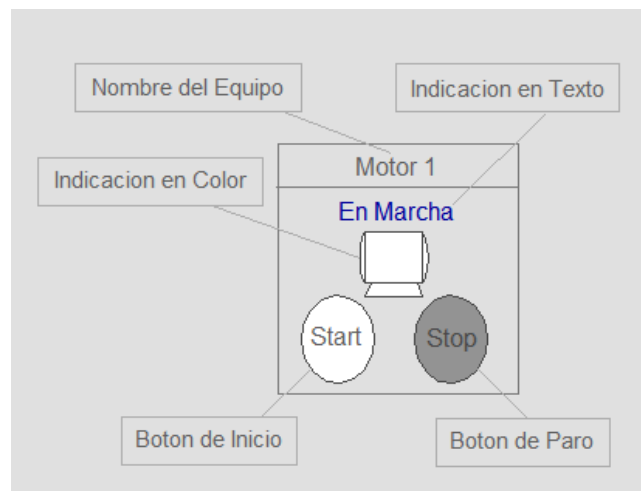 Nombre del Equipo
Indicacion en Texto
Motor 1
Indicacion en Color
En Marcha
Start
Stop
Boton de Inicio
Boton de Paro